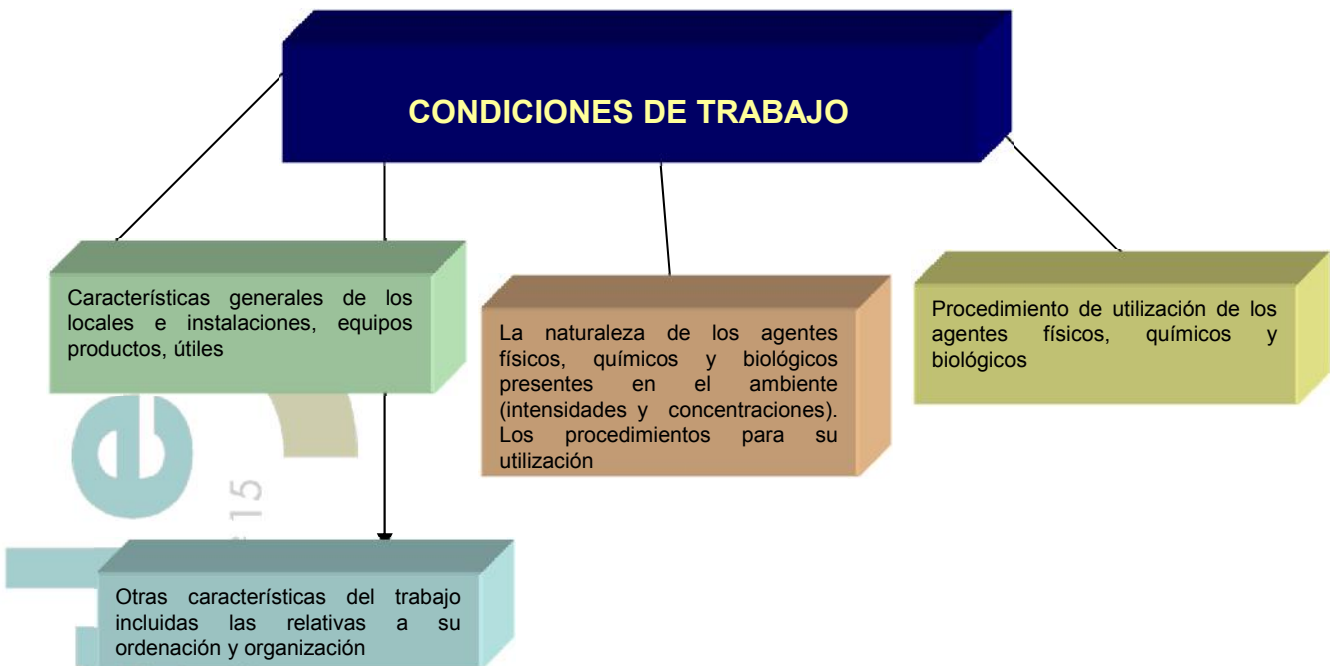 CONDICIONES DE TRABAJO
Características generales de los
locales e instalaciones, equipos
productos, útiles
La naturaleza de los agentes
físicos, químicos y biológicos
presentes en el ambiente
(intensidades y concentraciones).
Los procedimientos para su
utilización
Procedimiento de utilización de los
agentes físicos, químicos y
biológicos
Otras características del trabajo
incluidas las relativas a su
ordenación y organización
de
15